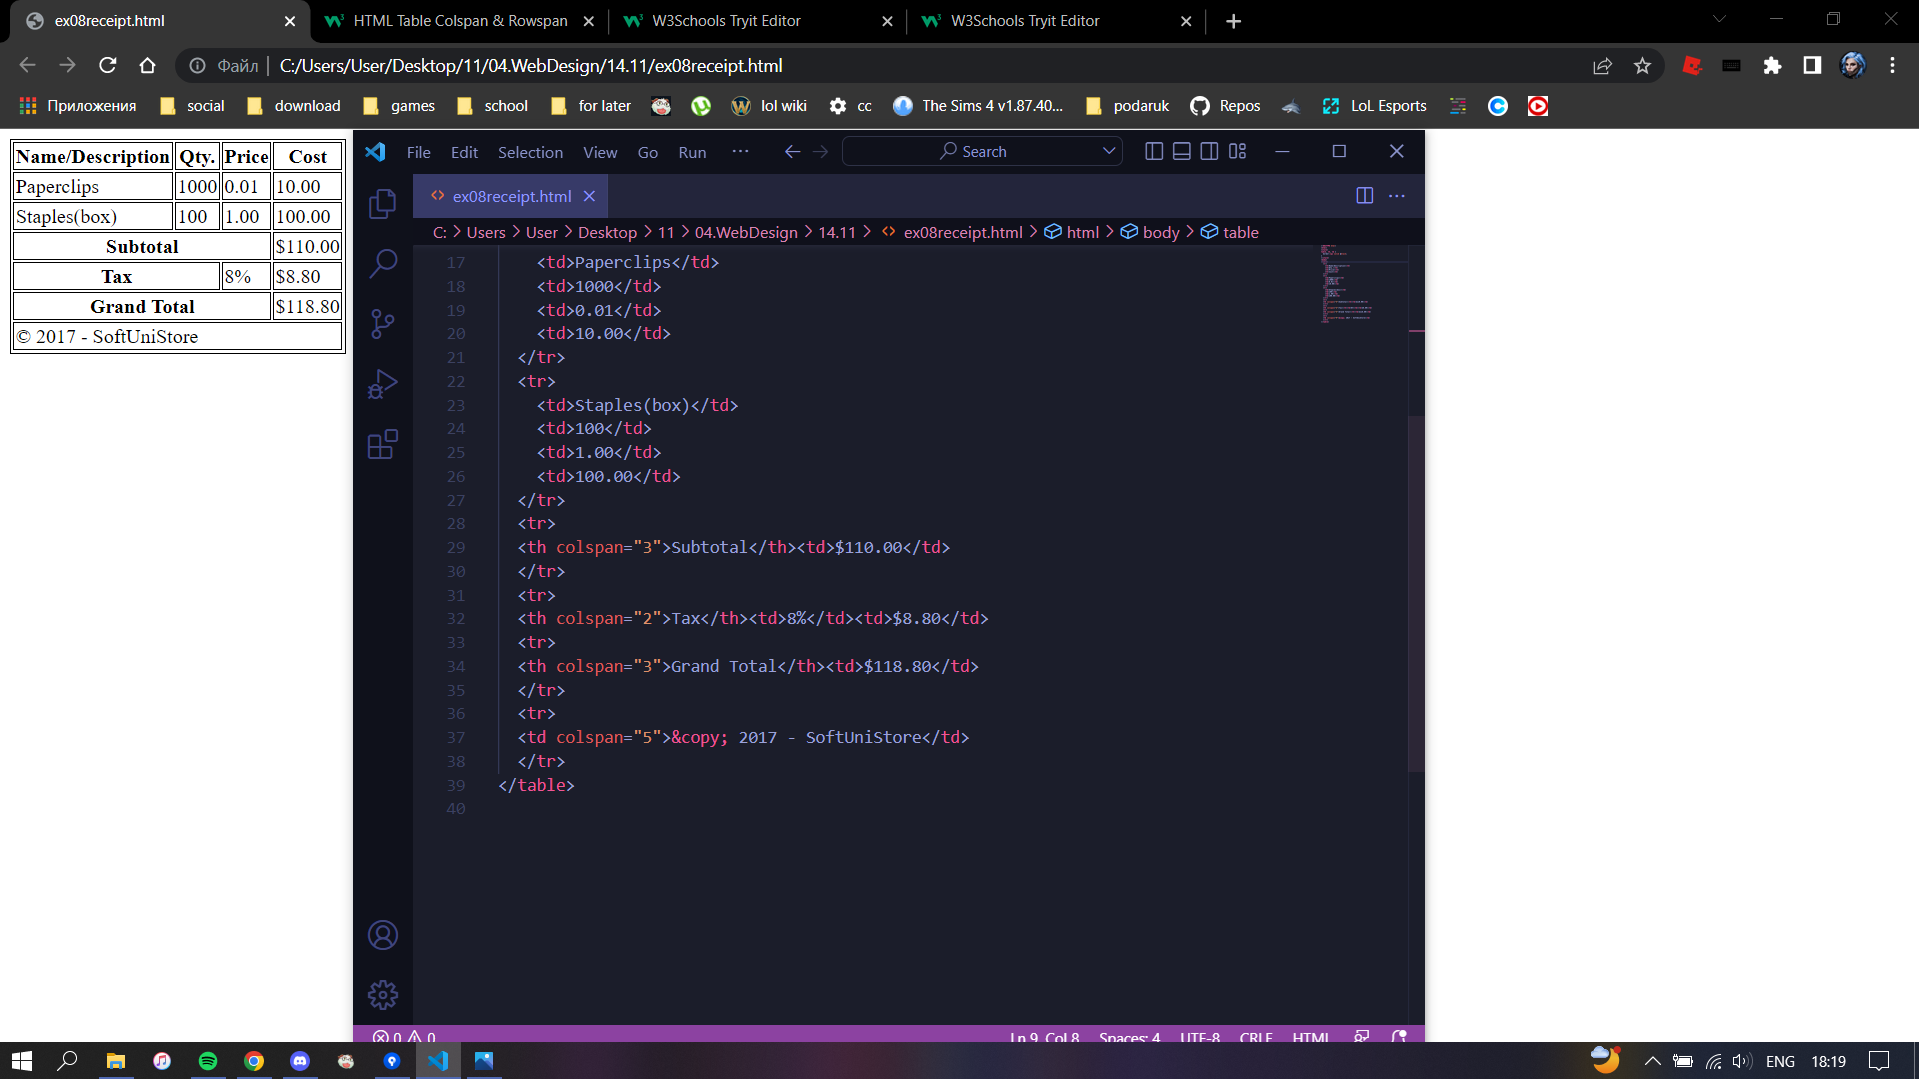 ex08receipt.html
HTML Table Colspan & Rowspan
W3Schools Tryit Editor
W3Schools Tryit Editor
Файл
C:/Users/User/Desktop/11/04.WebDesign/14.11/ex08receipt.html
Приложения social download games school for later lol wiki cc The Sims 4 v1.87.40... podaruk Repos LoL Esports
Name/Description Qty. Price Cost
Paperclips 1000 0.01 10.00
Staples(box) 100 1.00 100.00
Subtotal $110.00
Tax 8% $8.80
Grand Total $118.80
© 2017 - SoftUniStore
File Edit Selection View Go Run ··· Search
ex08receipt.html
C: > Users > User > Desktop > 11 > 04.WebDesign > 14.11 > ex08receipt.html > html > body > table
17 <td>Paperclips</td>
18 <td>1000</td>
19 <td>0.01</td>
20 <td>10.00</td>
21 </tr>
22 <tr>
23 <td>Staples(box)</td>
24 <td>100</td>
25 <td>1.00</td>
26 <td>100.00</td>
27 </tr>
28 <tr>
29 <th colspan="3">Subtotal</th><td>$110.00</td>
30 </tr>
31 <tr>
32 <th colspan="2">Tax</th><td>8%</td><td>$8.80</td>
33 <tr>
34 <th colspan="3">Grand Total</th><td>$118.80</td>
35 </tr>
36 <tr>
37 <td colspan="5">&copy; 2017 - SoftUniStore</td>
38 </tr>
39 </table>
40
0 0 Ln 9, Col 8 Spaces: 4 UTF-8 CRLF HTML
ENG 18:19